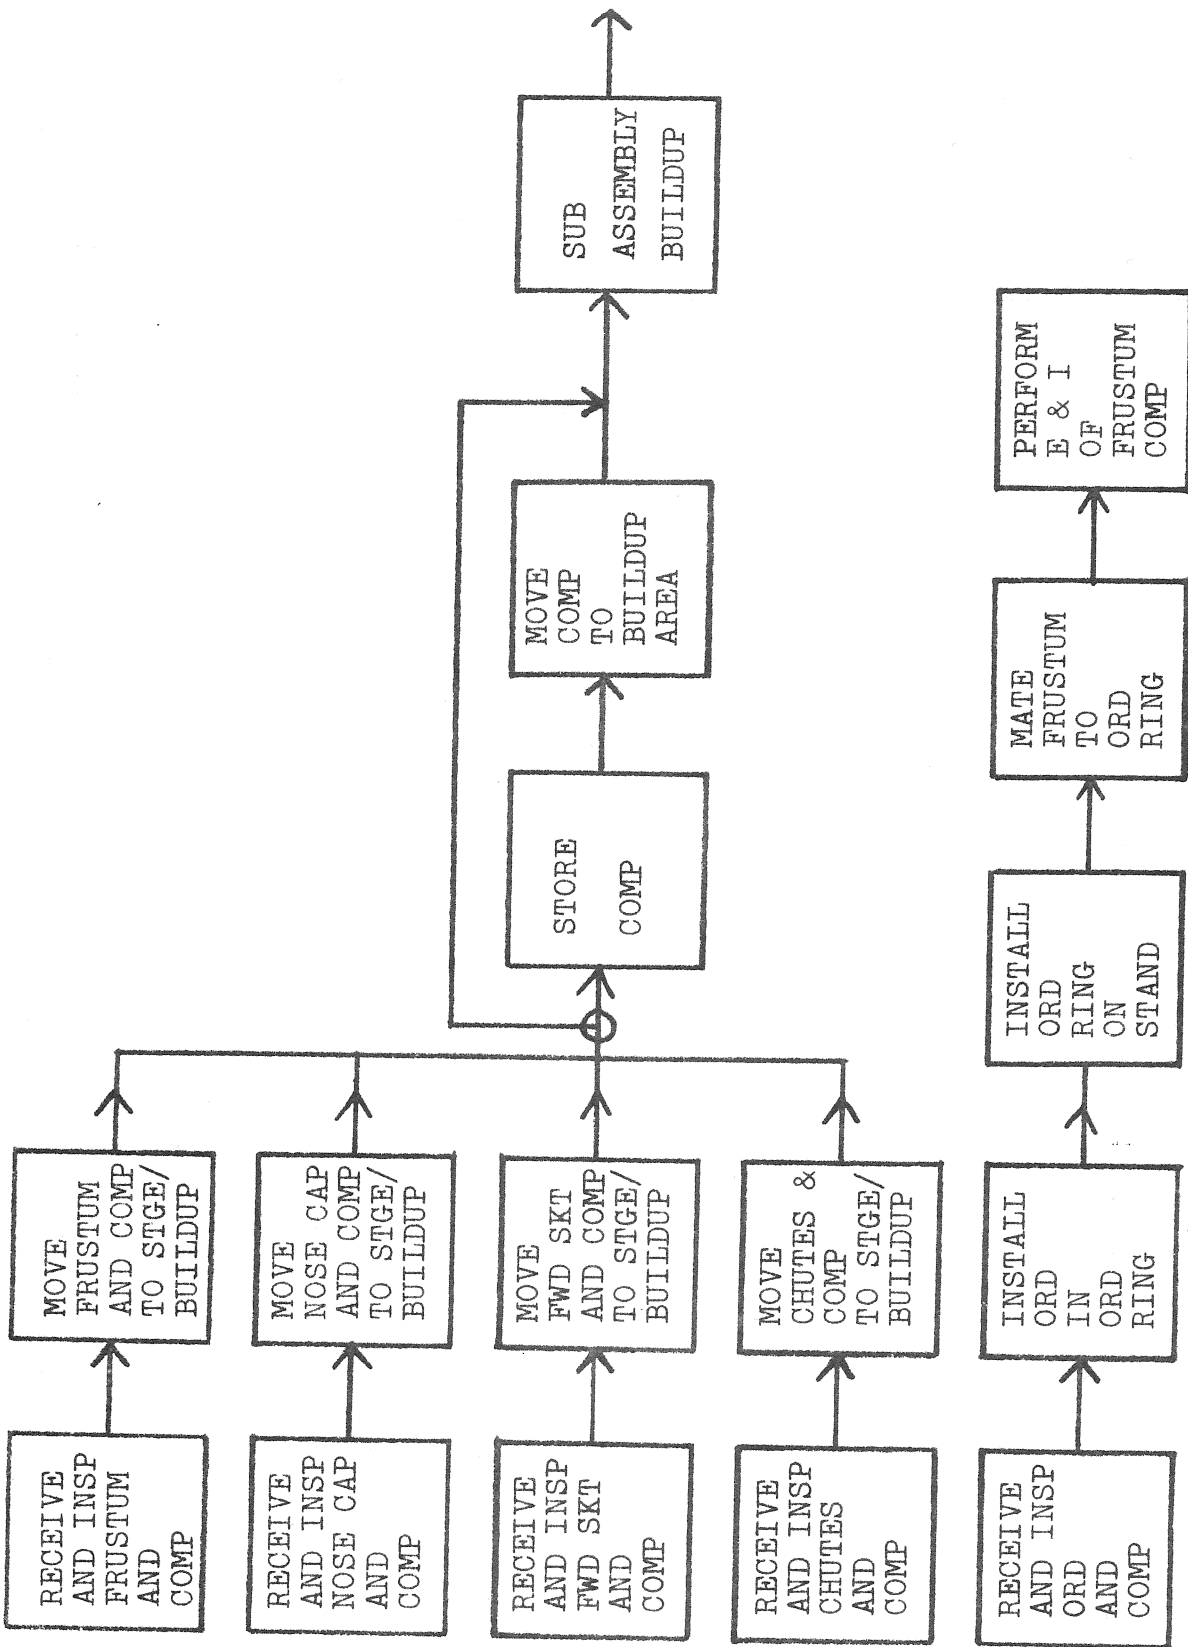 RECEIVE
AND INSP
FRUSTUM
AND
COMP
MOVE
FRUSTUM
AND COMP
TO STGE/
BUILDUP
RECEIVE
AND INSP
NOSE CAP
AND
COMP
MOVE
NOSE CAP
AND COMP
TO STGE/
BUILDUP
RECEIVE
AND INSP
FWD SKT
AND
COMP
MOVE
FWD SKT
AND COMP
TO STGE/
BUILDUP
STORE
COMP
MOVE
COMP
TO
BUILDUP
AREA
SUB
ASSEMBLY
BUILDUP
RECEIVE
AND INSP
CHUTES
AND
COMP
MOVE
CHUTES &
COMP
TO STGE/
BUILDUP
RECEIVE
AND INSP
ORD
AND
COMP
INSTALL
ORD
IN
ORD
RING
INSTALL
ORD
RING
ON
STAND
MATE
FRUSTUM
TO
ORD
RING
PERFORM
E & I
OF
FRUSTUM
COMP